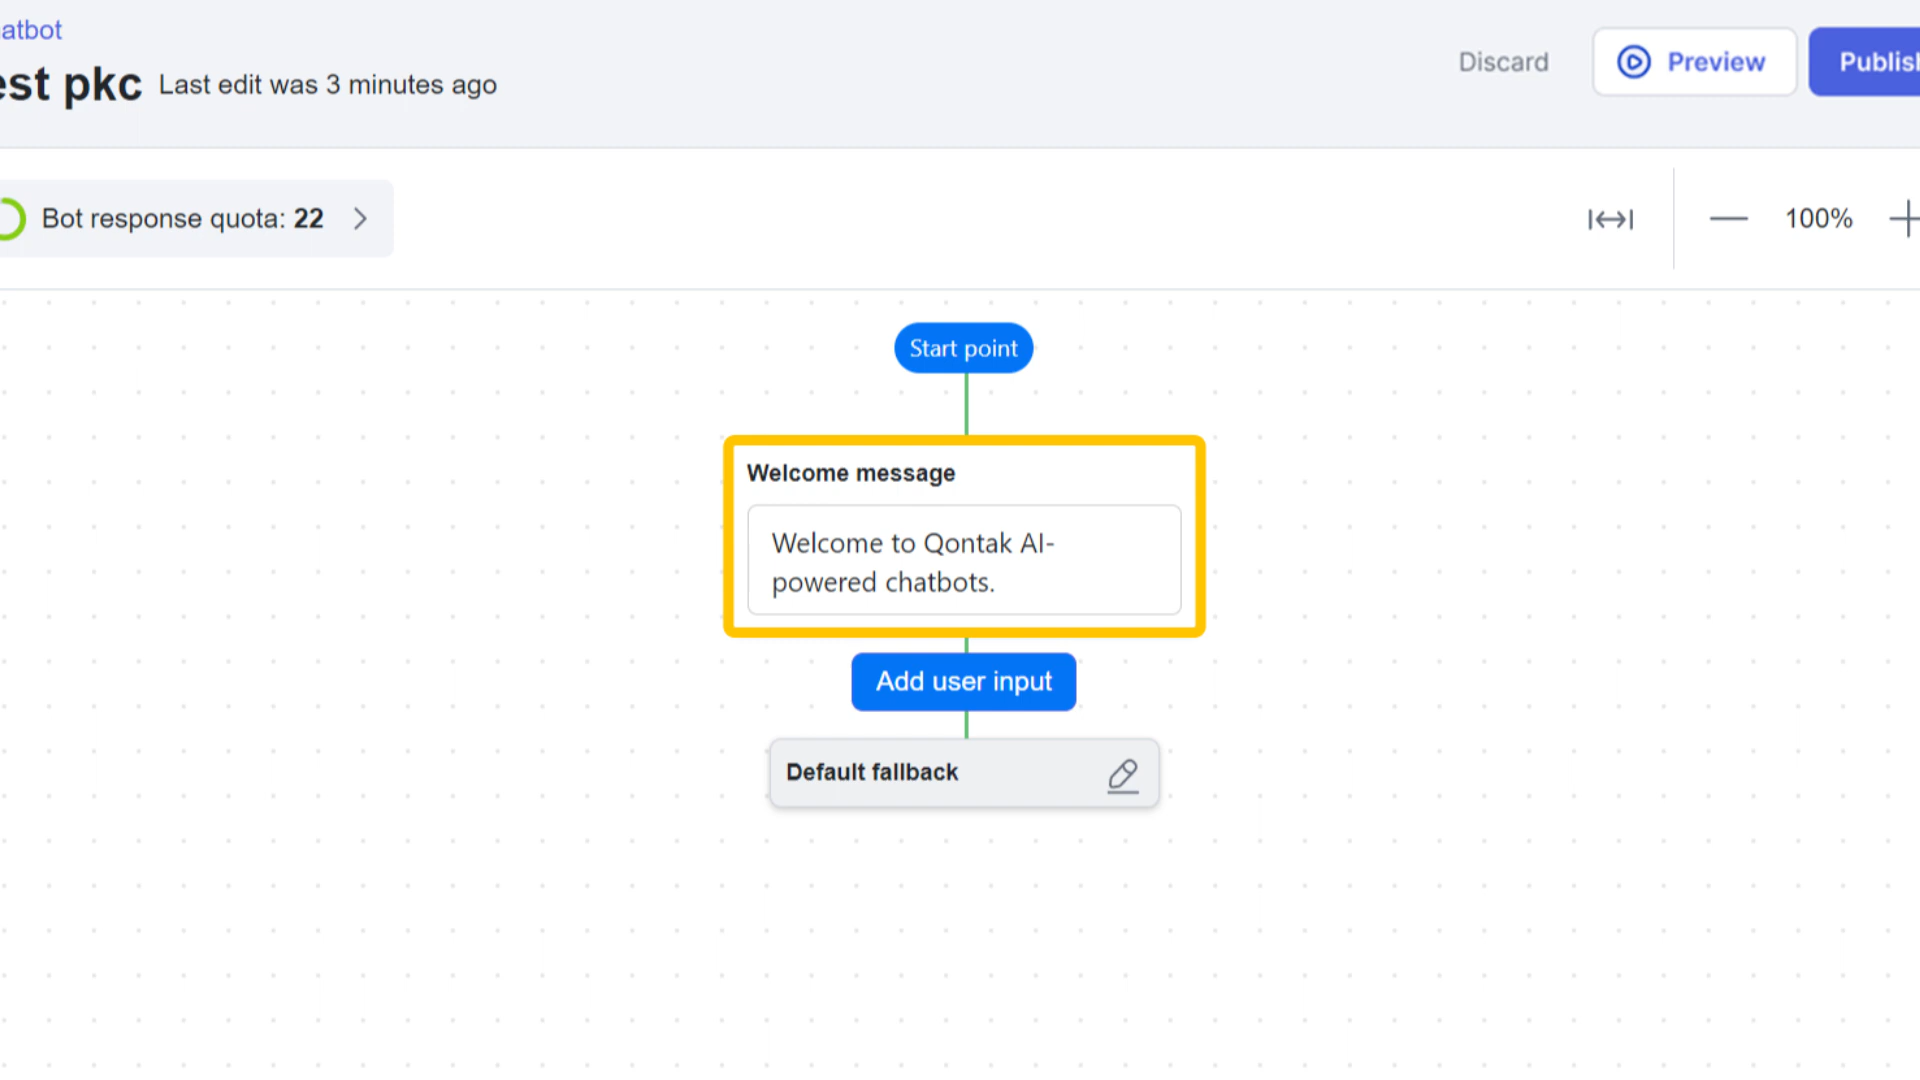 atbot
est pkc Last edit was 3 minutes ago
Discard
Preview
Publish
Bot response quota: 22
100%
Start point
Welcome message
Welcome to Qontak AI-
powered chatbots.
Add user input
Default fallback